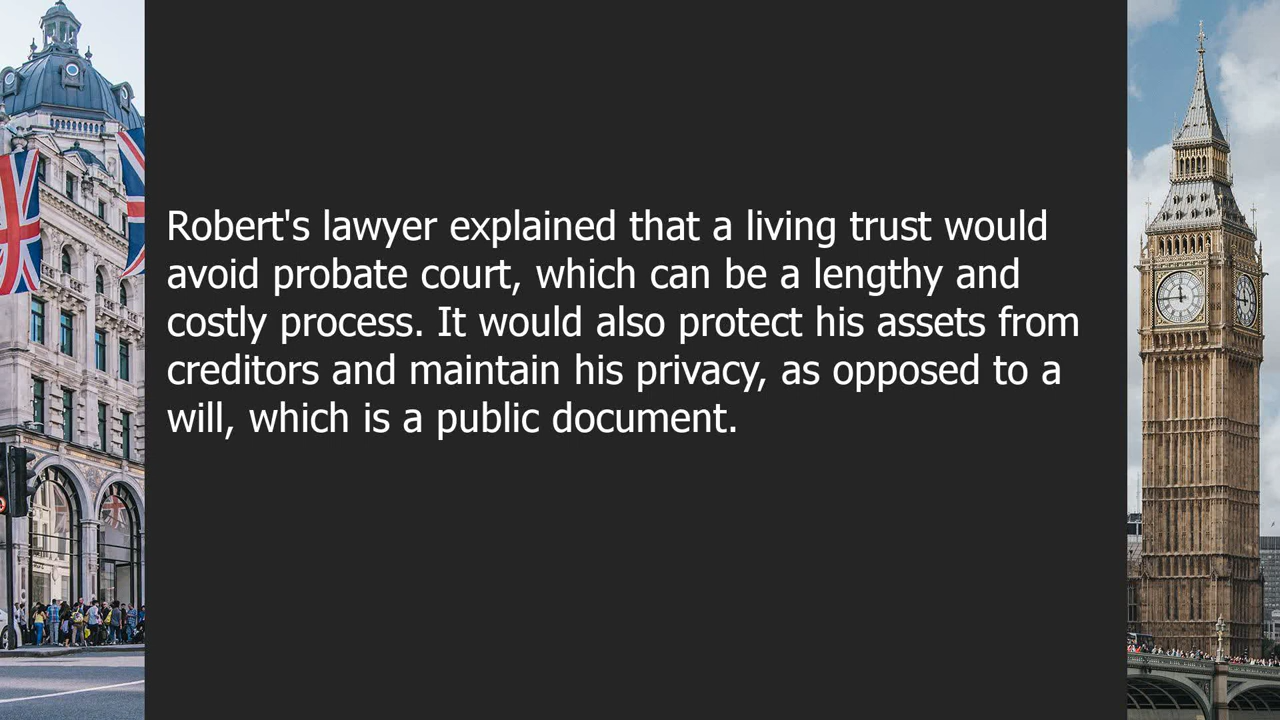 Robert's lawyer explained that a living trust would
avoid probate court, which can be a lengthy and
costly process. It would also protect his assets from
creditors and maintain his privacy, as opposed to a
will, which is a public document.